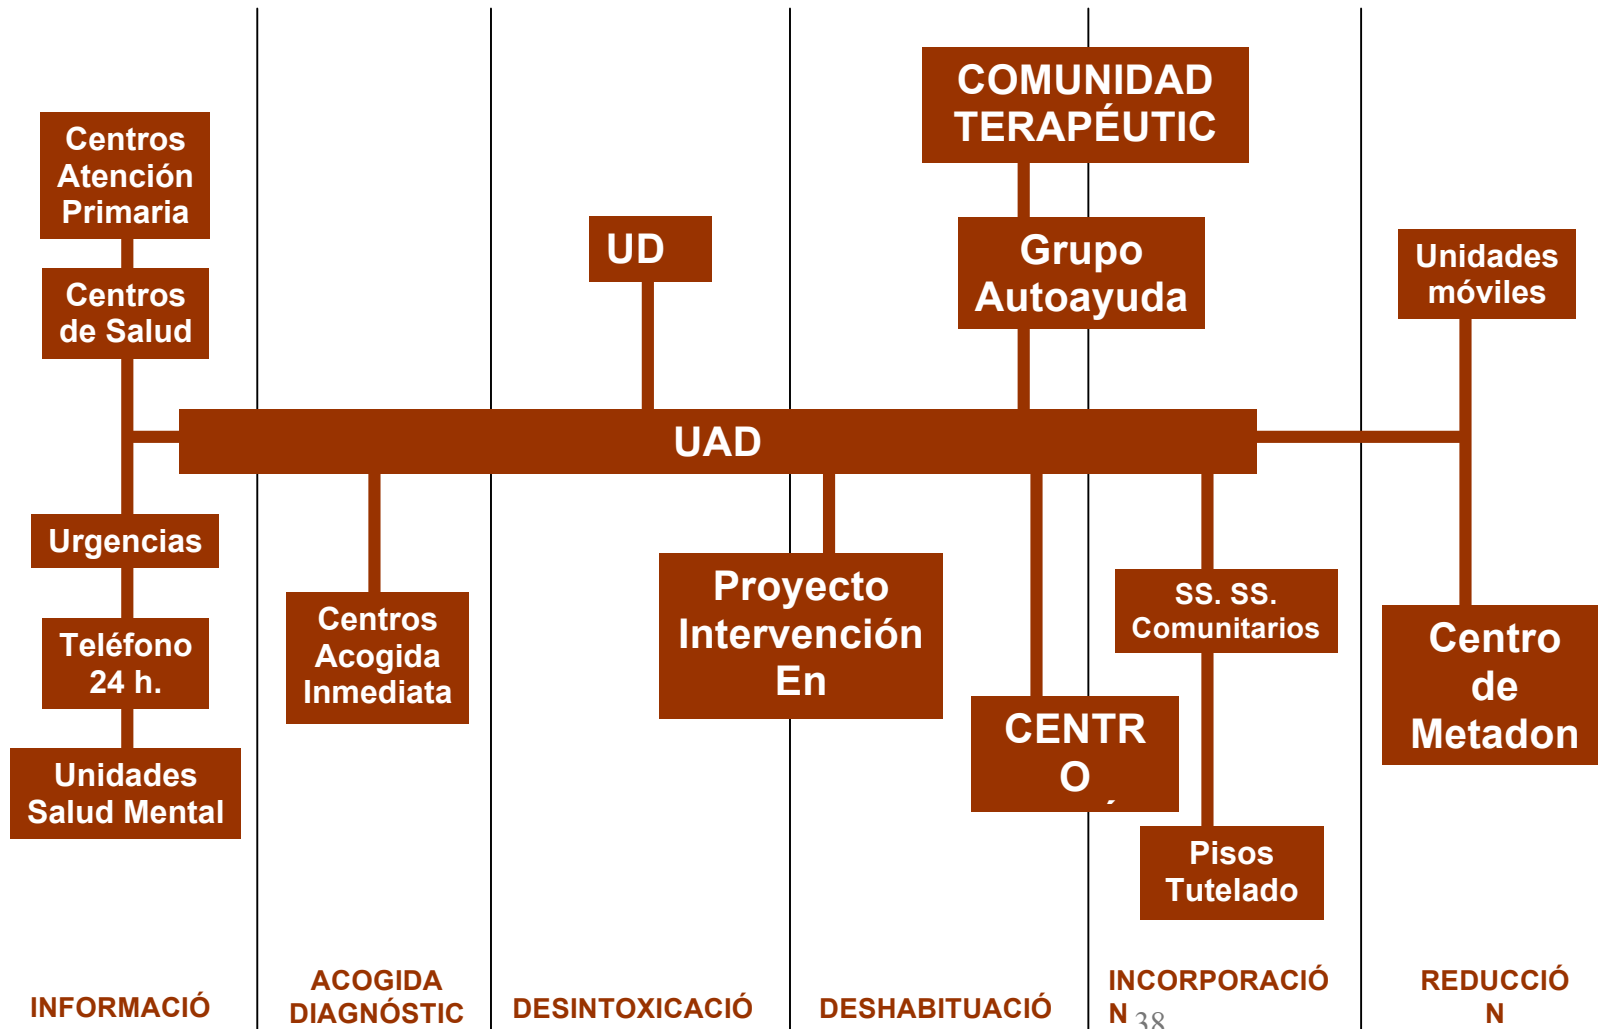 COMUNIDAD
TERAPÉUTIC
Centros
Atención
Primaria
UD
Grupo
Autoayuda
Unidades
móviles
Centros
de Salud
UAD
Urgencias
Proyecto
Intervención
En
SS. SS.
Comunitarios
Centros
Acogida
Inmediata
Teléfono
24 h.
Centro
de
Metadon
CENTR
O
Unidades
Salud Mental
Pisos
Tutelado
INFORMACIÓ
ACOGIDA
DIAGNÓSTIC
DESINTOXICACIÓ
DESHABITUACIÓ
INCORPORACIÓ
N
38
REDUCCIÓ
N